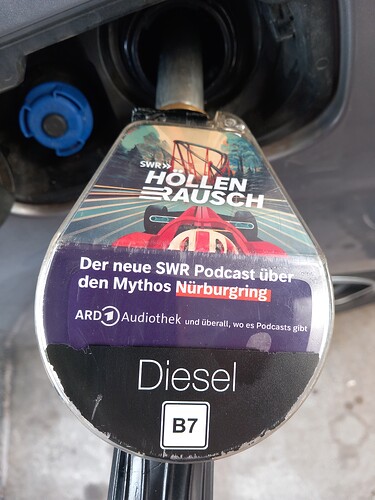 SWR»
HÖLLEN
RAUSCH
Der neue SWR Podcast über
den Mythos Nürburgring
ARD Audiothek und überall, wo es Podcasts gibt
Diesel
B7